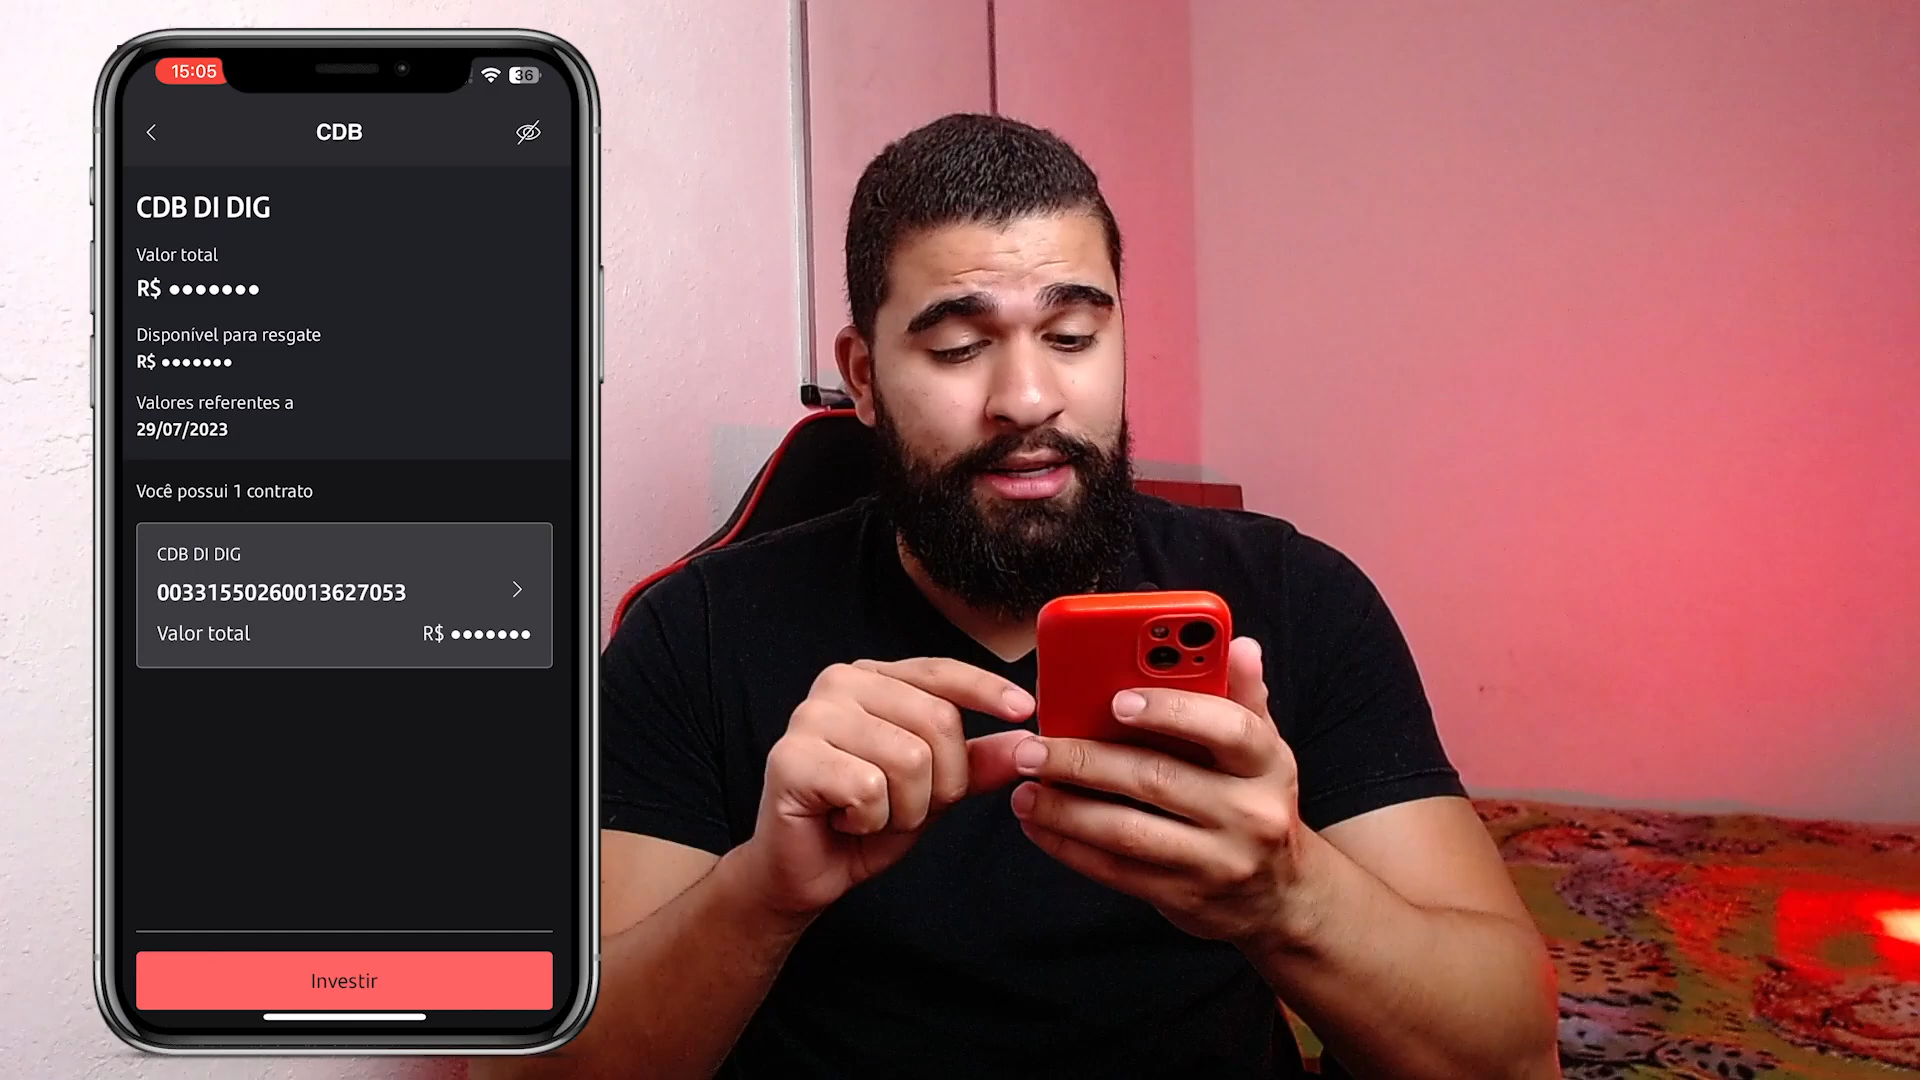 15:05
36
CDB
CDB DI DIG
Valor total
R$ •••••••
Disponível para resgate
R$ •••••••
Valores referentes a
29/07/2023
Você possui 1 contrato
CDB DI DIG
00331550260013627053
Valor total R$ •••••••
Investir